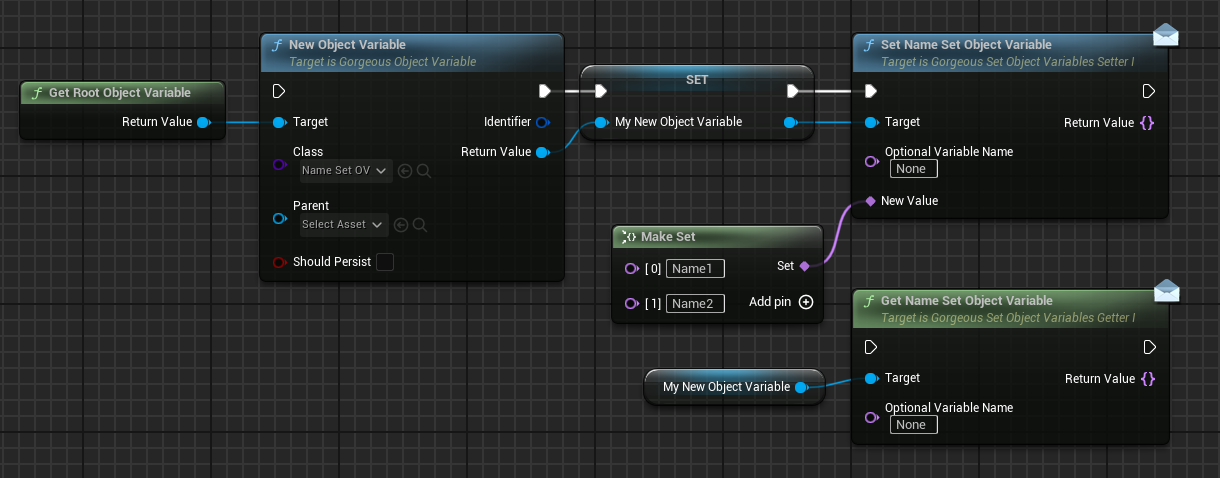 Get Root Object Variable
Return Value
New Object Variable
Target is Gorgeous Object Variable
Target
Identifier
Class
Return Value
Name Set OV
Parent
Select Asset
Should Persist
SET
My New Object Variable
Set Name Set Object Variable
Target is Gorgeous Set Object Variables Setter I
Target
Return Value
Optional Variable Name
None
New Value
Make Set
[ 0] Name1
Set
[ 1] Name2
Add pin
My New Object Variable
Get Name Set Object Variable
Target is Gorgeous Set Object Variables Getter I
Target
Return Value
Optional Variable Name
None